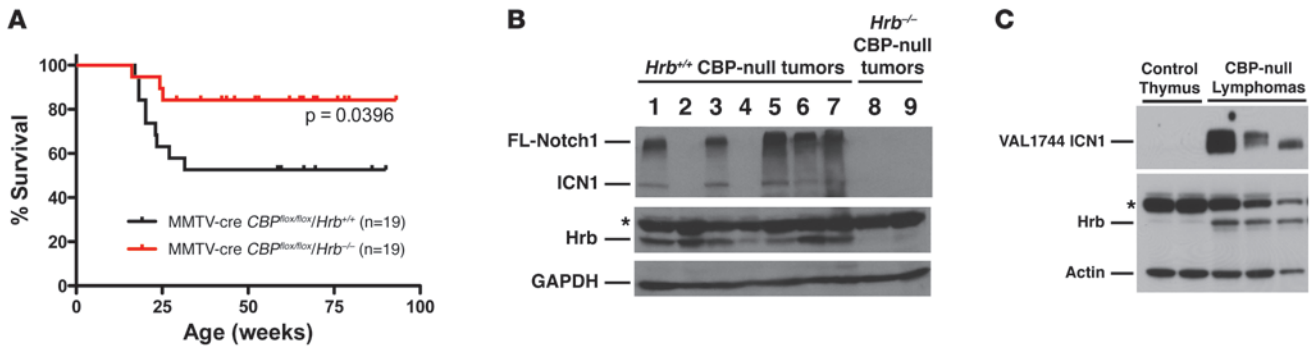 A
% Survival
100
80
60
40
20
0
p = 0.0396
MMTV-cre CBPflox/flox/Hrb+/+ (n=19)
MMTV-cre CBPflox/flox/Hrb–/– (n=19)
0 25 50 75 100
Age (weeks)
B
Hrb+/+ CBP-null tumors
Hrb–/–
CBP-null
tumors
1 2 3 4 5 6 7 8 9
FL-Notch1
ICN1
*
Hrb
GAPDH
C
Control
Thymus
CBP-null
Lymphomas
VAL1744 ICN1
*
Hrb
Actin